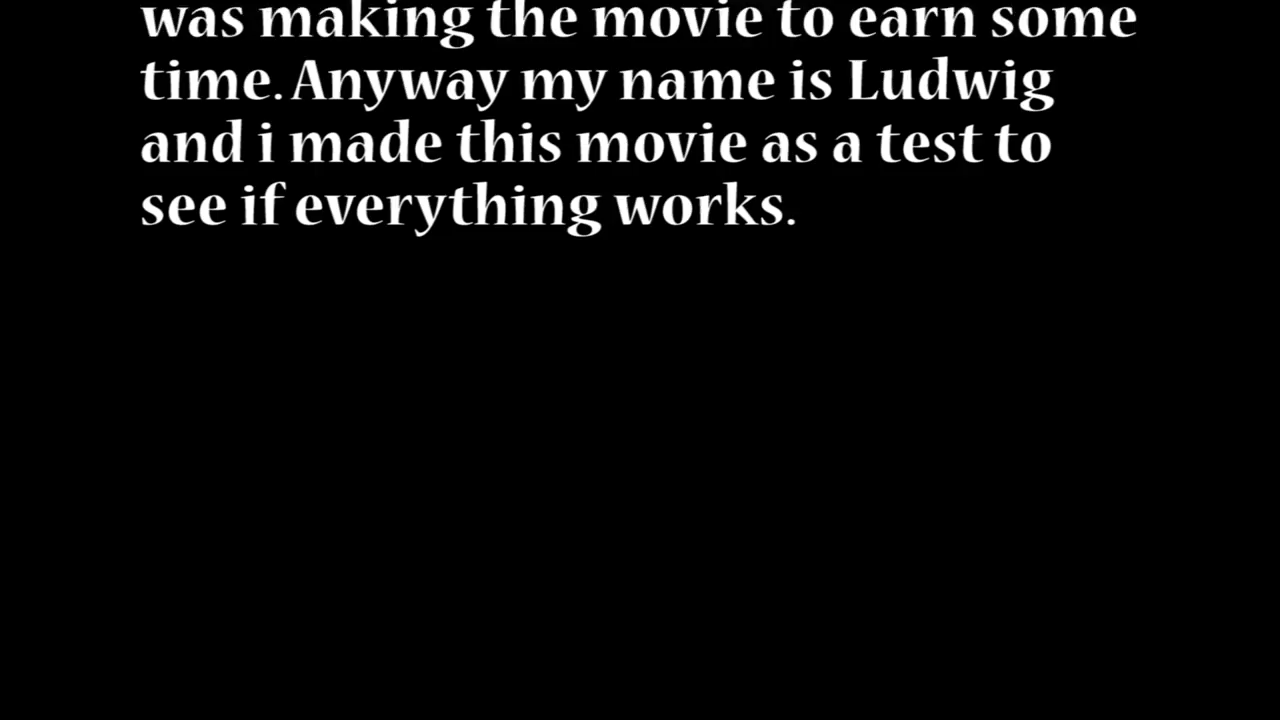 was making the movie to earn some
time. Anyway my name is Ludwig
and i made this movie as a test to
see if everything works.